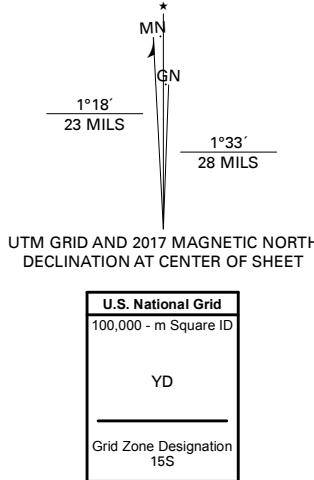 MN
GN
1°18´
23 MILS
1°33´
28 MILS
UTM GRID AND 2017 MAGNETIC NORTH
DECLINATION AT CENTER OF SHEET
U.S. National Grid
100,000 - m Square ID
YD
Grid Zone Designation
15S